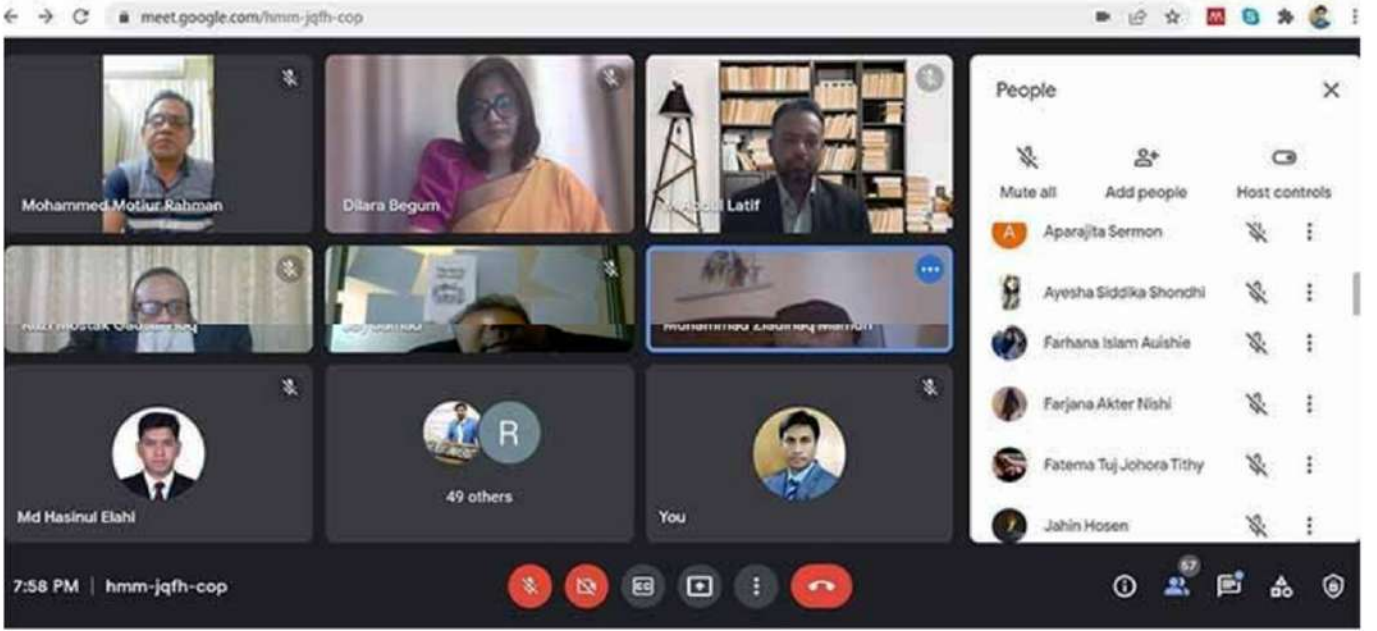 meet.google.com/hmm-jqfh-cop
Mohammed Motiur Rahman
Dilara Begum
Abdul Latif
Md Hasinul Elahi
R
49 others
You
People
Mute all
Add people
Host controls
A
Aparajita Sermon
Ayesha Siddika Shondhi
Farhana Islam Auishie
Farjana Akter Nishi
Fatema Tuj Johora Tithy
Jahin Hosen
7:58 PM | hmm-jqfh-cop
57